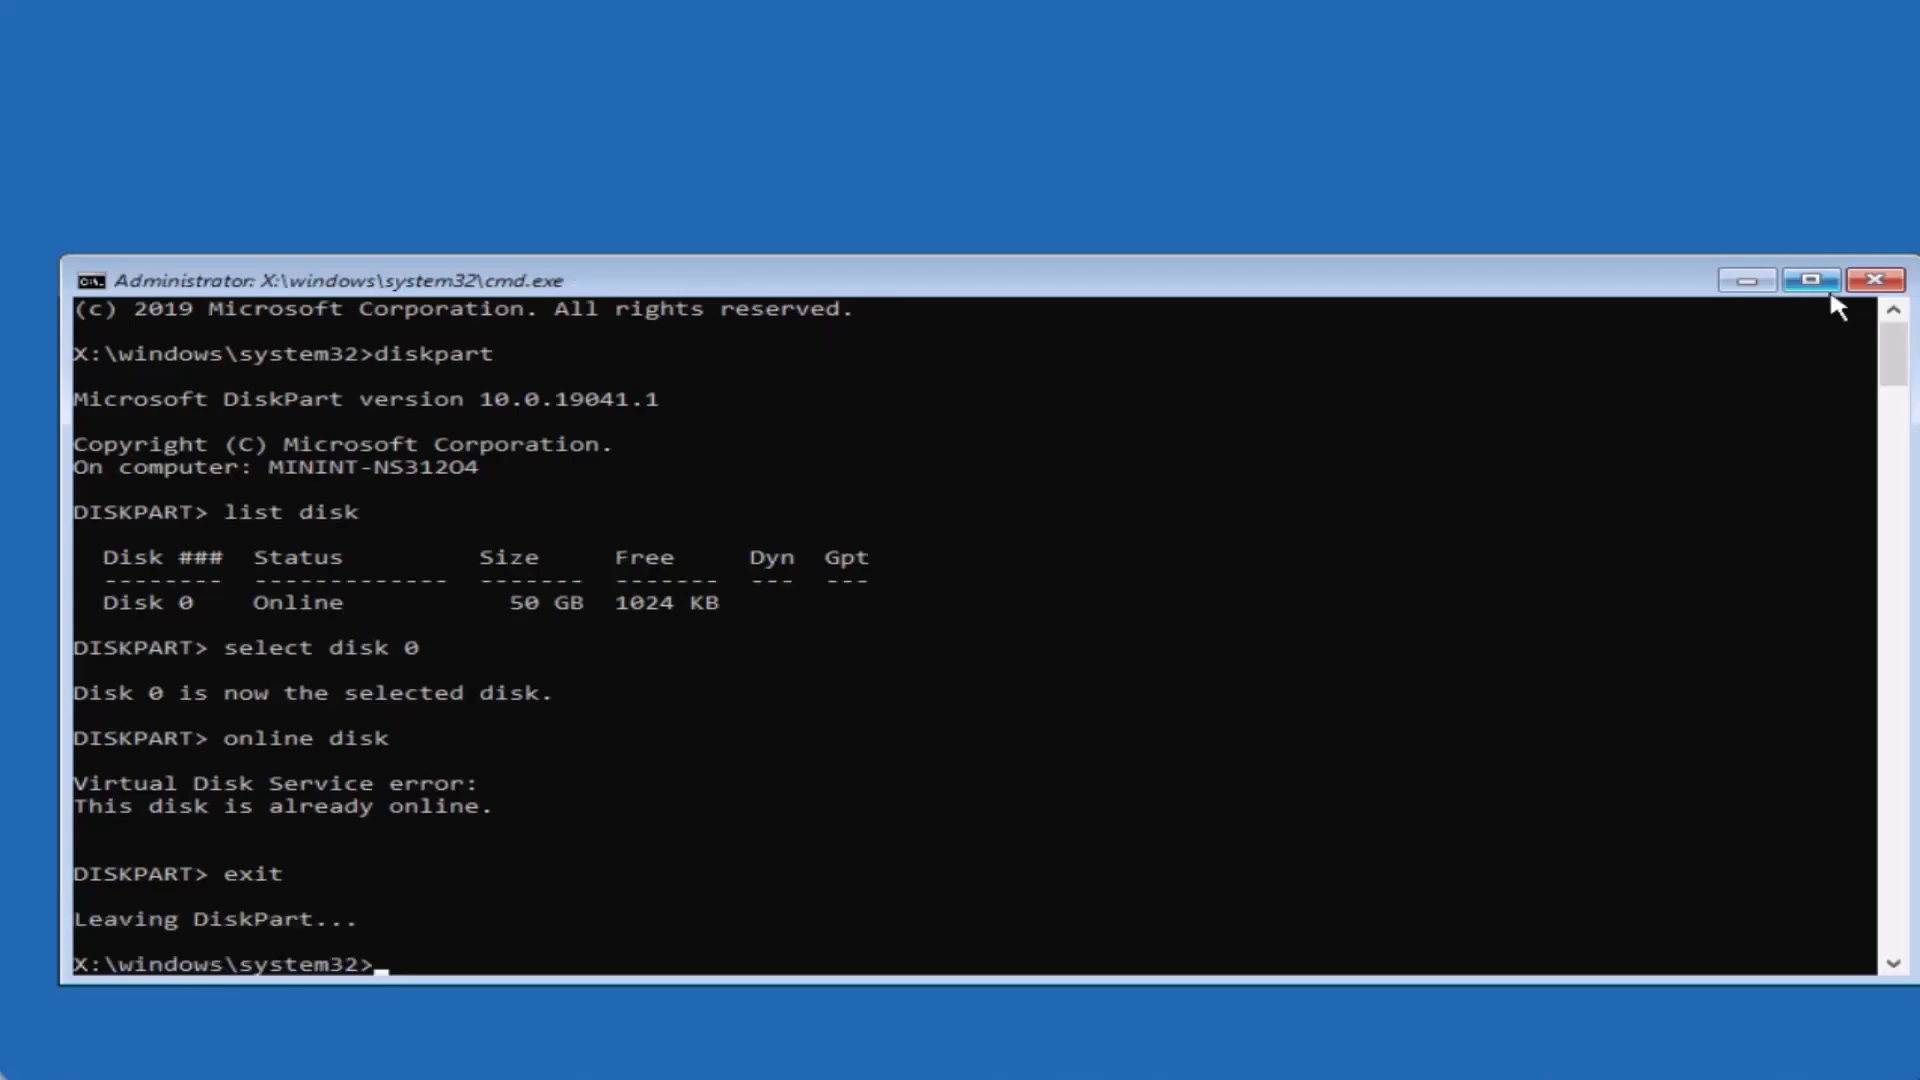 Administrator: X:\windows\system32\cmd.exe
(c) 2019 Microsoft Corporation. All rights reserved.
X:\windows\system32>diskpart
Microsoft DiskPart version 10.0.19041.1
Copyright (C) Microsoft Corporation.
On computer: MININT-NS312O4
DISKPART> list disk
Disk ###  Status         Size     Free     Dyn  Gpt
--------  -------------  -------  -------  ---  ---
Disk 0    Online           50 GB  1024 KB
DISKPART> select disk 0
Disk 0 is now the selected disk.
DISKPART> online disk
Virtual Disk Service error:
This disk is already online.
DISKPART> exit
Leaving DiskPart...
X:\windows\system32>